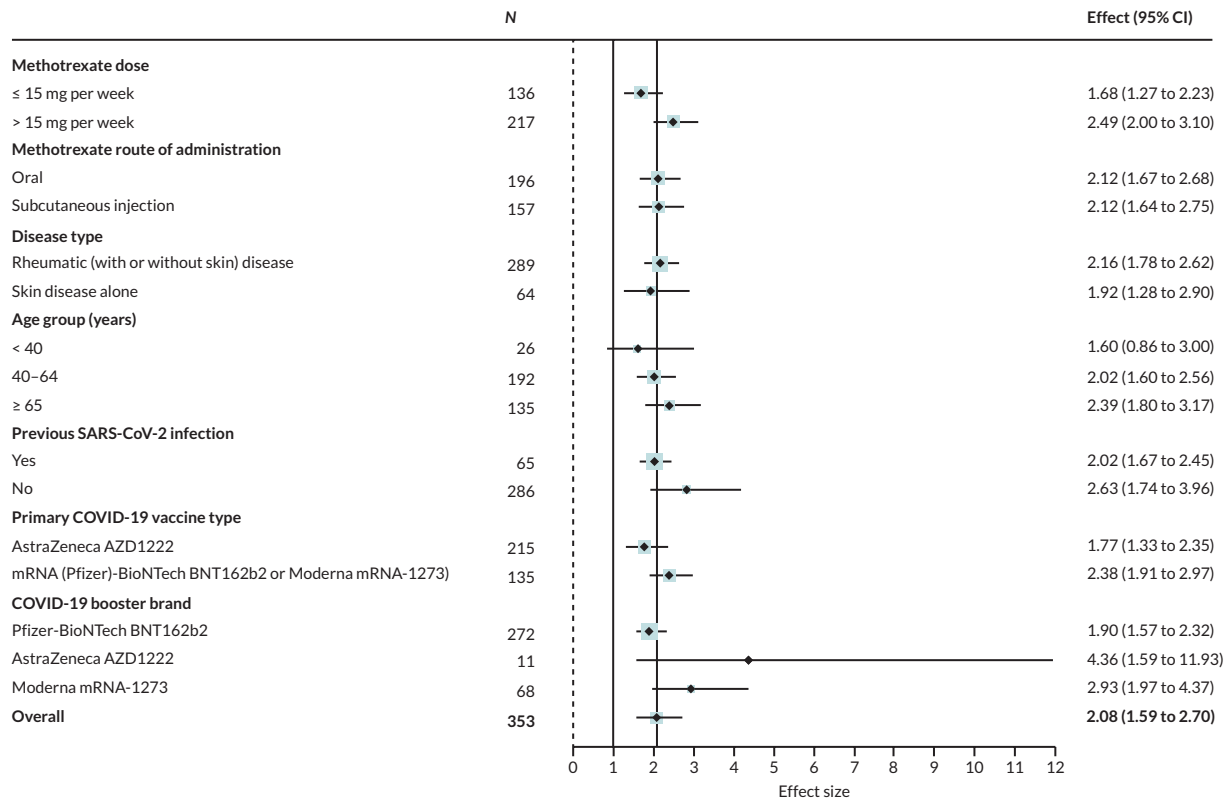 N Effect (95% CI)
Methotrexate dose
≤ 15 mg per week 136 1.68 (1.27 to 2.23)
> 15 mg per week 217 2.49 (2.00 to 3.10)
Methotrexate route of administration
Oral 196 2.12 (1.67 to 2.68)
Subcutaneous injection 157 2.12 (1.64 to 2.75)
Disease type
Rheumatic (with or without skin) disease 289 2.16 (1.78 to 2.62)
Skin disease alone 64 1.92 (1.28 to 2.90)
Age group (years)
< 40 26 1.60 (0.86 to 3.00)
40–64 192 2.02 (1.60 to 2.56)
≥ 65 135 2.39 (1.80 to 3.17)
Previous SARS-CoV-2 infection
Yes 65 2.02 (1.67 to 2.45)
No 286 2.63 (1.74 to 3.96)
Primary COVID-19 vaccine type
AstraZeneca AZD1222 215 1.77 (1.33 to 2.35)
mRNA (Pfizer)-BioNTech BNT162b2 or Moderna mRNA-1273) 135 2.38 (1.91 to 2.97)
COVID-19 booster brand
Pfizer-BioNTech BNT162b2 272 1.90 (1.57 to 2.32)
AstraZeneca AZD1222 11 4.36 (1.59 to 11.93)
Moderna mRNA-1273 68 2.93 (1.97 to 4.37)
Overall 353 2.08 (1.59 to 2.70)
0 1 2 3 4 5 6 7 8 9 10 11 12
Effect size